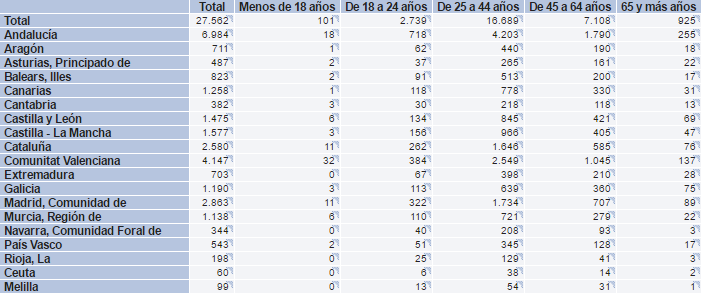 Total Menos de 18 años De 18 a 24 años De 25 a 44 años De 45 a 64 años 65 y más años
Total 27.562 101 2.739 16.689 7.108 925
Andalucía 6.984 18 718 4.203 1.790 255
Aragón 711 1 62 440 190 18
Asturias, Principado de 487 2 37 265 161 22
Balears, Illes 823 2 91 513 200 17
Canarias 1.258 1 118 778 330 31
Cantabria 382 3 30 218 118 13
Castilla y León 1.475 6 134 845 421 69
Castilla - La Mancha 1.577 3 156 966 405 47
Cataluña 2.580 11 262 1.646 585 76
Comunitat Valenciana 4.147 32 384 2.549 1.045 137
Extremadura 703 0 67 398 210 28
Galicia 1.190 3 113 639 360 75
Madrid, Comunidad de 2.863 11 322 1.734 707 89
Murcia, Región de 1.138 6 110 721 279 22
Navarra, Comunidad Foral de 344 0 40 208 93 3
País Vasco 543 2 51 345 128 17
Rioja, La 198 0 25 129 41 3
Ceuta 60 0 6 38 14 2
Melilla 99 0 13 54 31 1